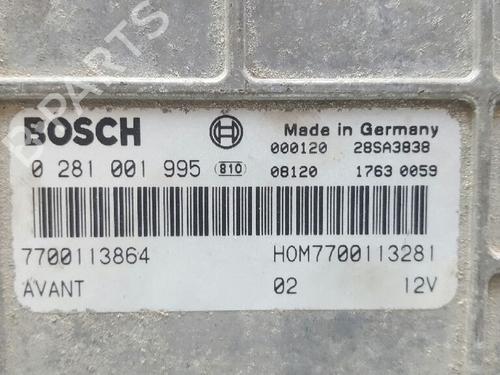 B PARTS
BOSCH
Made in Germany
000120 28SA3838
0 281 001 995 810 08120 1763 0059
7700113864 HOM7700113281
AVANT 02 12V